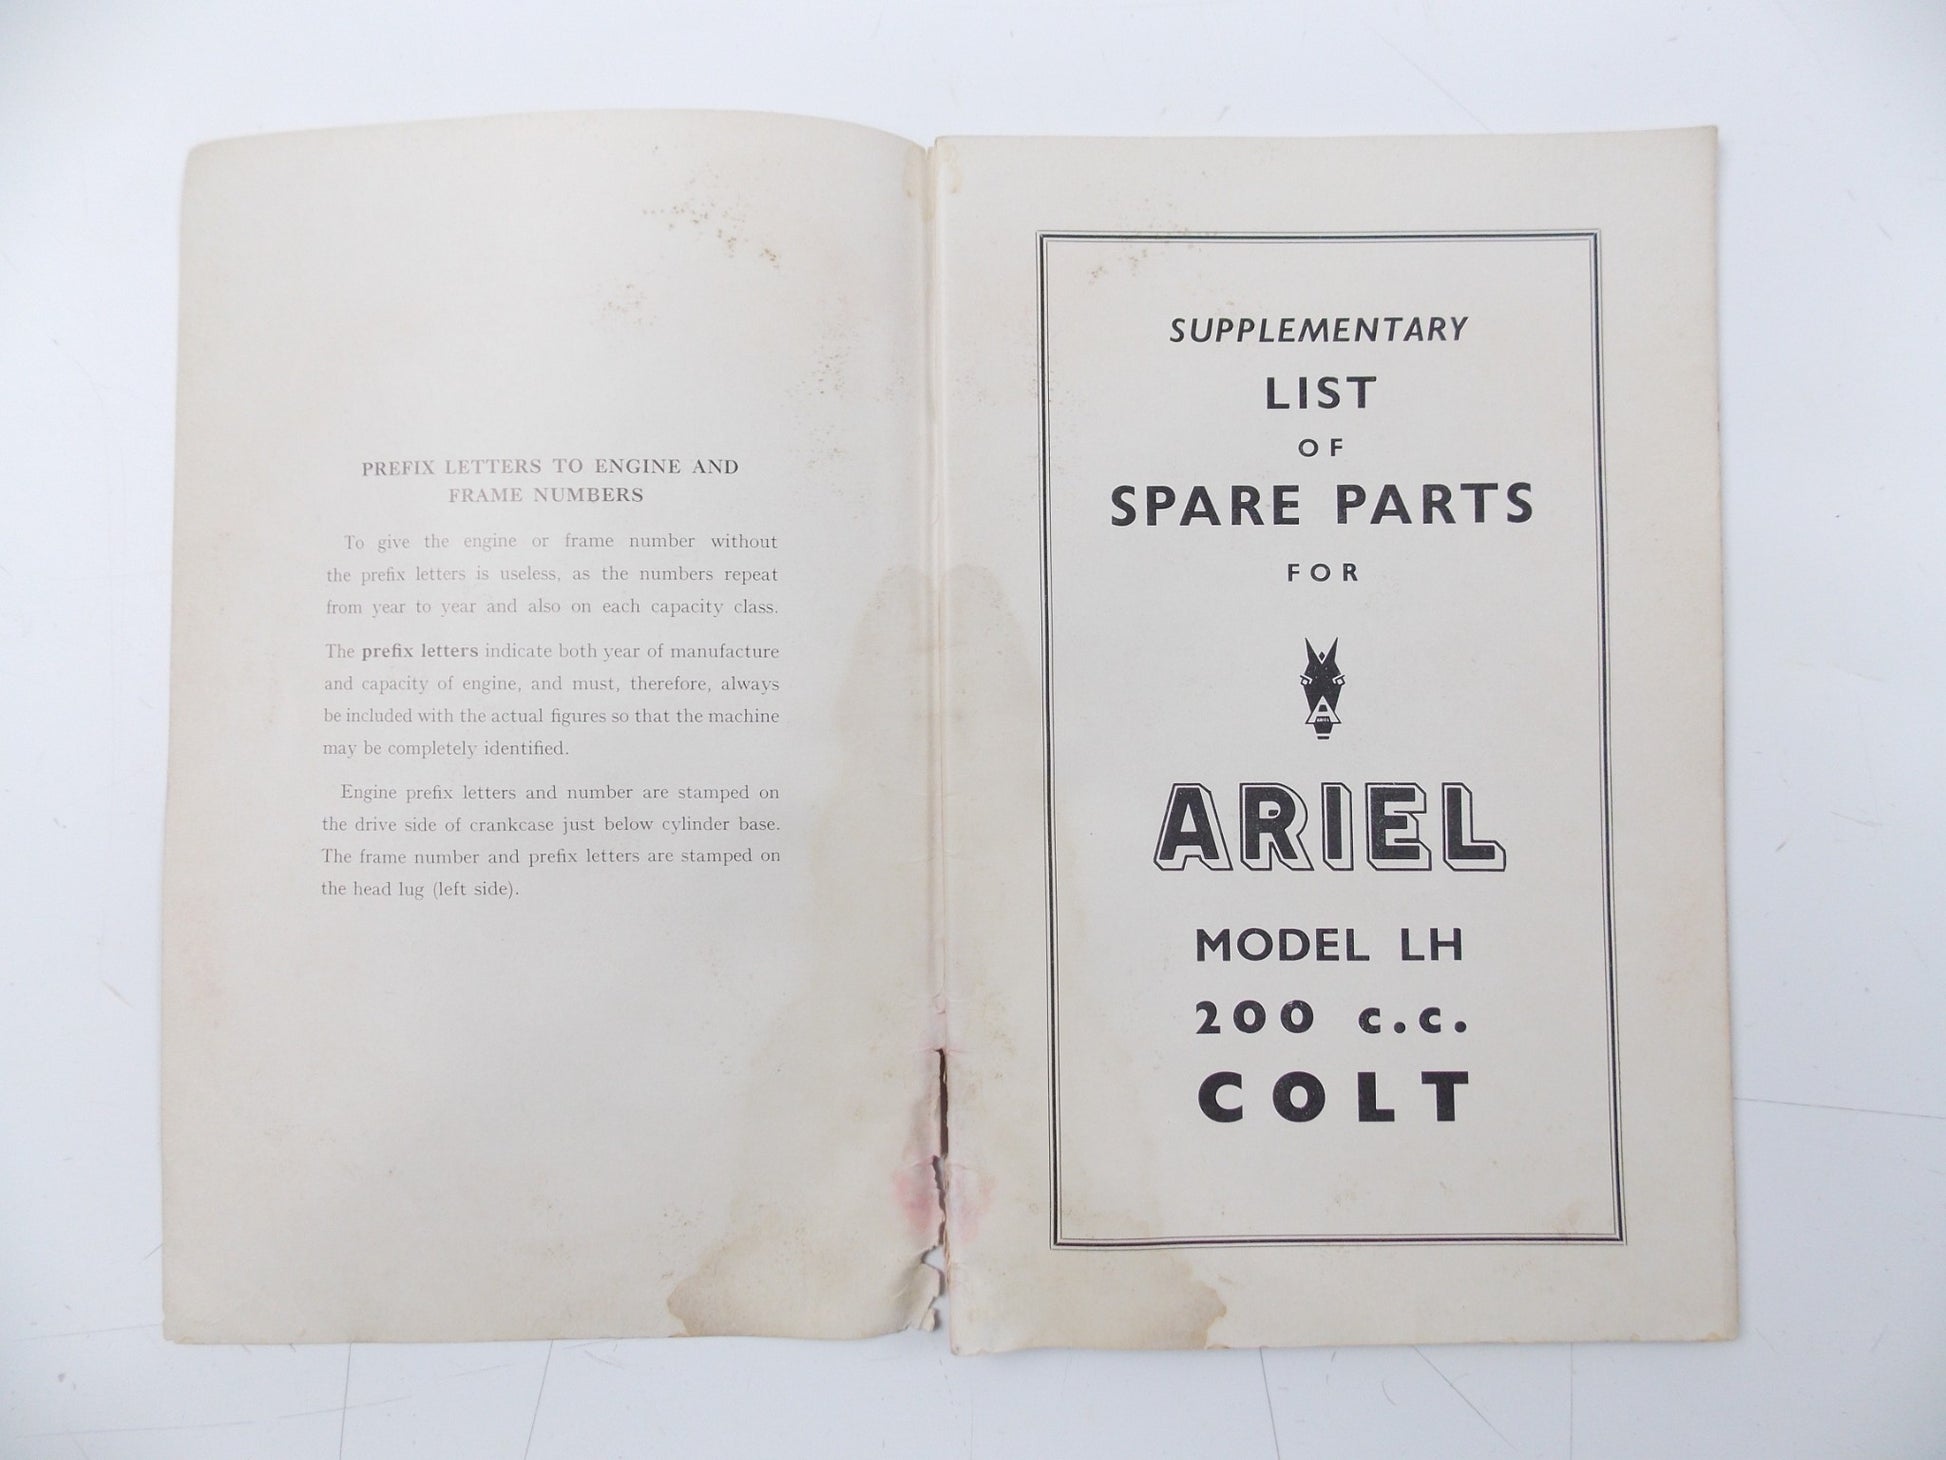 PREFIX LETTERS TO ENGINE AND
FRAME NUMBERS
To give the engine or frame number without
the prefix letters is useless, as the numbers repeat
from year to year and also on each capacity class.
The prefix letters indicate both year of manufacture
and capacity of engine, and must, therefore, always
be included with the actual figures so that the machine
may be completely identified.
Engine prefix letters and number are stamped on
the drive side of crankcase just below cylinder base.
The frame number and prefix letters are stamped on
the head lug (left side).
SUPPLEMENTARY
LIST
OF
SPARE PARTS
FOR
A
ARIEL
ARIEL
MODEL LH
200 c.c.
COLT